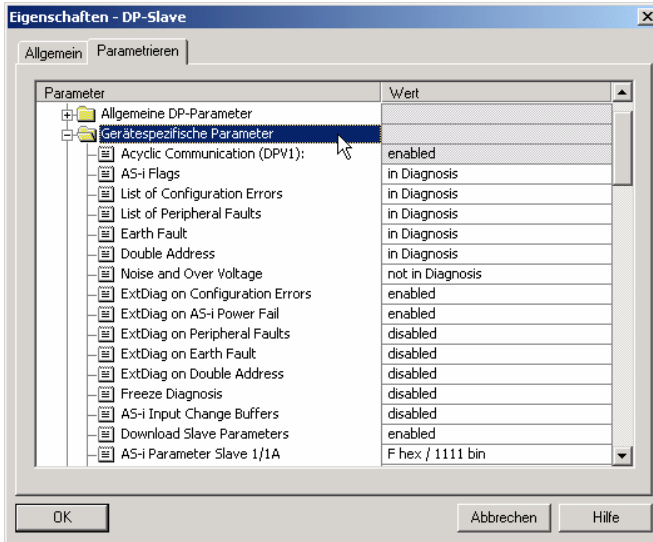 Eigenschaften - DP-Slave
Allgemein Parametrieren
Parameter Wert
Allgemeine DP-Parameter
Gerätespezifische Parameter
Acyclic Communication (DPV1): enabled
AS-i Flags in Diagnosis
List of Configuration Errors in Diagnosis
List of Peripheral Faults in Diagnosis
Earth Fault in Diagnosis
Double Address in Diagnosis
Noise and Over Voltage not in Diagnosis
ExtDiag on Configuration Errors enabled
ExtDiag on AS-i Power Fail enabled
ExtDiag on Peripheral Faults disabled
ExtDiag on Earth Fault disabled
ExtDiag on Double Address disabled
Freeze Diagnosis disabled
AS-i Input Change Buffers disabled
Download Slave Parameters enabled
AS-i Parameter Slave 1/1A F hex / 1111 bin
OK Abbrechen Hilfe